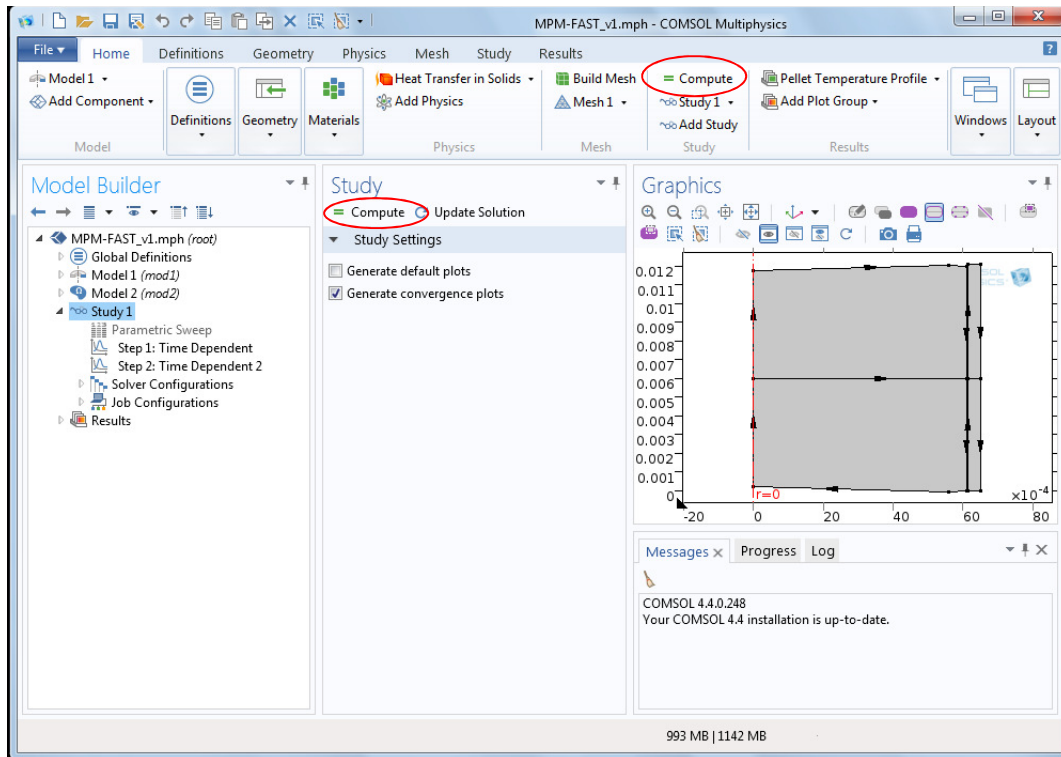 MPM-FAST_v1.mph - COMSOL Multiphysics
File Home Definitions Geometry Physics Mesh Study Results
Model 1
Add Component
Model
Definitions
Geometry
Materials
Heat Transfer in Solids
Add Physics
Physics
Build Mesh
Mesh 1
Mesh
= Compute
Study 1
Add Study
Study
Pellet Temperature Profile
Add Plot Group
Results
Windows
Layout
Model Builder
MPM-FAST_v1.mph (root)
Global Definitions
Model 1 (mod1)
Model 2 (mod2)
Study 1
Parametric Sweep
Step 1: Time Dependent
Step 2: Time Dependent 2
Solver Configurations
Job Configurations
Results
Study
= Compute Update Solution
Study Settings
Generate default plots
Generate convergence plots
Graphics
0.012
0.011
0.01
0.009
0.008
0.007
0.006
0.005
0.004
0.003
0.002
0.001
0
r=0
×10⁻⁴
-20 0 20 40 60 80
Messages Progress Log
COMSOL 4.4.0.248
Your COMSOL 4.4 installation is up-to-date.
993 MB | 1142 MB